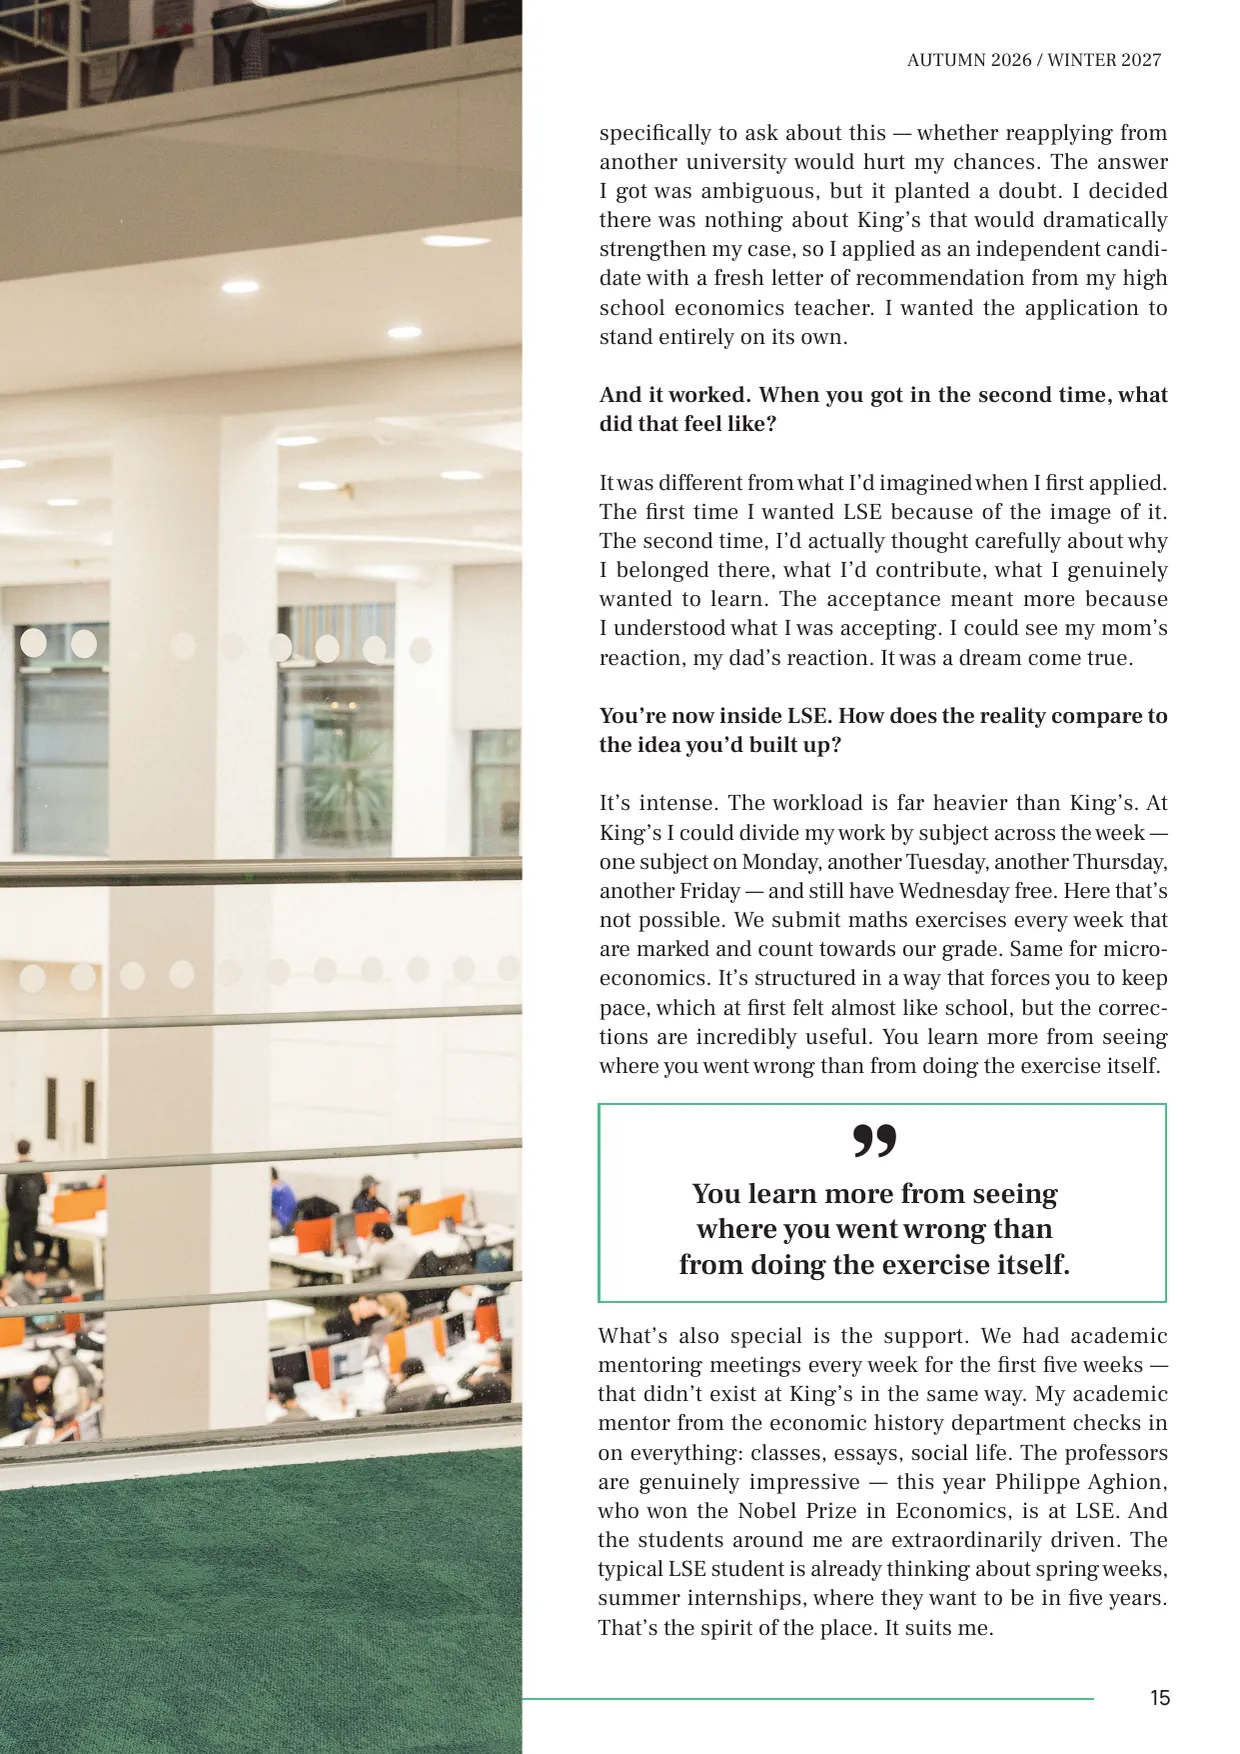 AUTUMN 2026 / WINTER 2027
specifically to ask about this — whether reapplying from
another university would hurt my chances. The answer
I got was ambiguous, but it planted a doubt. I decided
there was nothing about King’s that would dramatically
strengthen my case, so I applied as an independent candi-
date with a fresh letter of recommendation from my high
school economics teacher. I wanted the application to
stand entirely on its own.
And it worked. When you got in the second time, what
did that feel like?
It was different from what I’d imagined when I first applied.
The first time I wanted LSE because of the image of it.
The second time, I’d actually thought carefully about why
I belonged there, what I’d contribute, what I genuinely
wanted to learn. The acceptance meant more because
I understood what I was accepting. I could see my mom’s
reaction, my dad’s reaction. It was a dream come true.
You’re now inside LSE. How does the reality compare to
the idea you’d built up?
It’s intense. The workload is far heavier than King’s. At
King’s I could divide my work by subject across the week —
one subject on Monday, another Tuesday, another Thursday,
another Friday — and still have Wednesday free. Here that’s
not possible. We submit maths exercises every week that
are marked and count towards our grade. Same for micro-
economics. It’s structured in a way that forces you to keep
pace, which at first felt almost like school, but the correc-
tions are incredibly useful. You learn more from seeing
where you went wrong than from doing the exercise itself.
”
You learn more from seeing
where you went wrong than
from doing the exercise itself.
What’s also special is the support. We had academic
mentoring meetings every week for the first five weeks —
that didn’t exist at King’s in the same way. My academic
mentor from the economic history department checks in
on everything: classes, essays, social life. The professors
are genuinely impressive — this year Philippe Aghion,
who won the Nobel Prize in Economics, is at LSE. And
the students around me are extraordinarily driven. The
typical LSE student is already thinking about spring weeks,
summer internships, where they want to be in five years.
That’s the spirit of the place. It suits me.
15